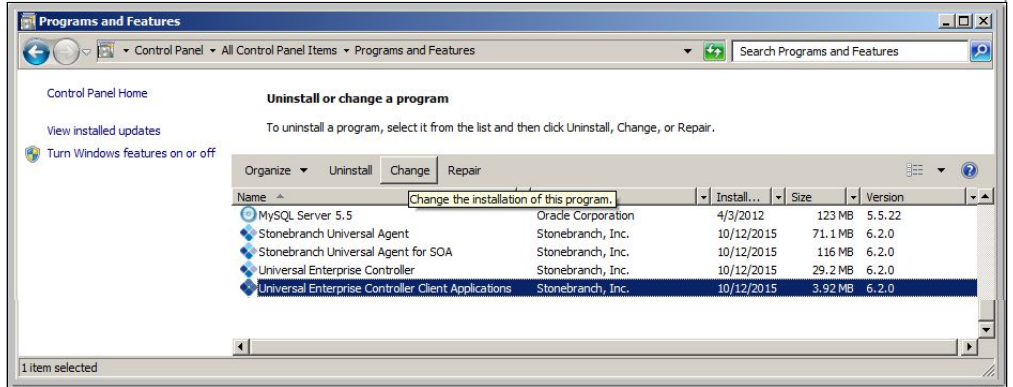 Programs and Features
Control Panel All Control Panel Items Programs and Features Search Programs and Features
Control Panel Home
View installed updates
Turn Windows features on or off
Uninstall or change a program
To uninstall a program, select it from the list and then click Uninstall, Change, or Repair.
Organize Uninstall Change Repair
Name Install... Size Version
Change the installation of this program.
MySQL Server 5.5 Oracle Corporation 4/3/2012 123 MB 5.5.22
Stonebranch Universal Agent Stonebranch, Inc. 10/12/2015 71.1 MB 6.2.0
Stonebranch Universal Agent for SOA Stonebranch, Inc. 10/12/2015 116 MB 6.2.0
Universal Enterprise Controller Stonebranch, Inc. 10/12/2015 29.2 MB 6.2.0
Universal Enterprise Controller Client Applications Stonebranch, Inc. 10/12/2015 3.92 MB 6.2.0
1 item selected